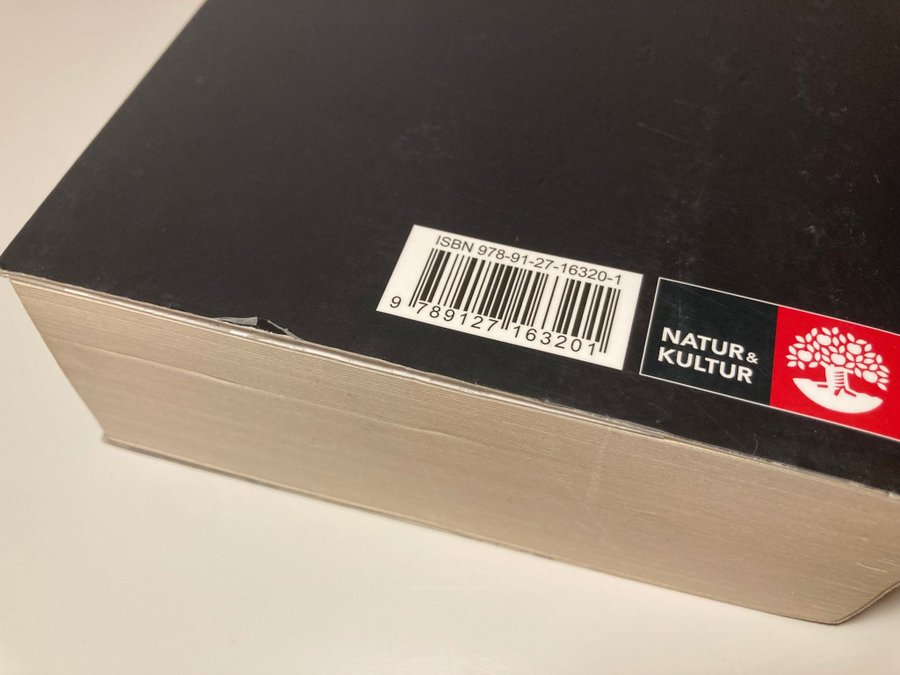 ISBN 978-91-27-16320-1
9 789127 163201
NATUR &
KULTUR